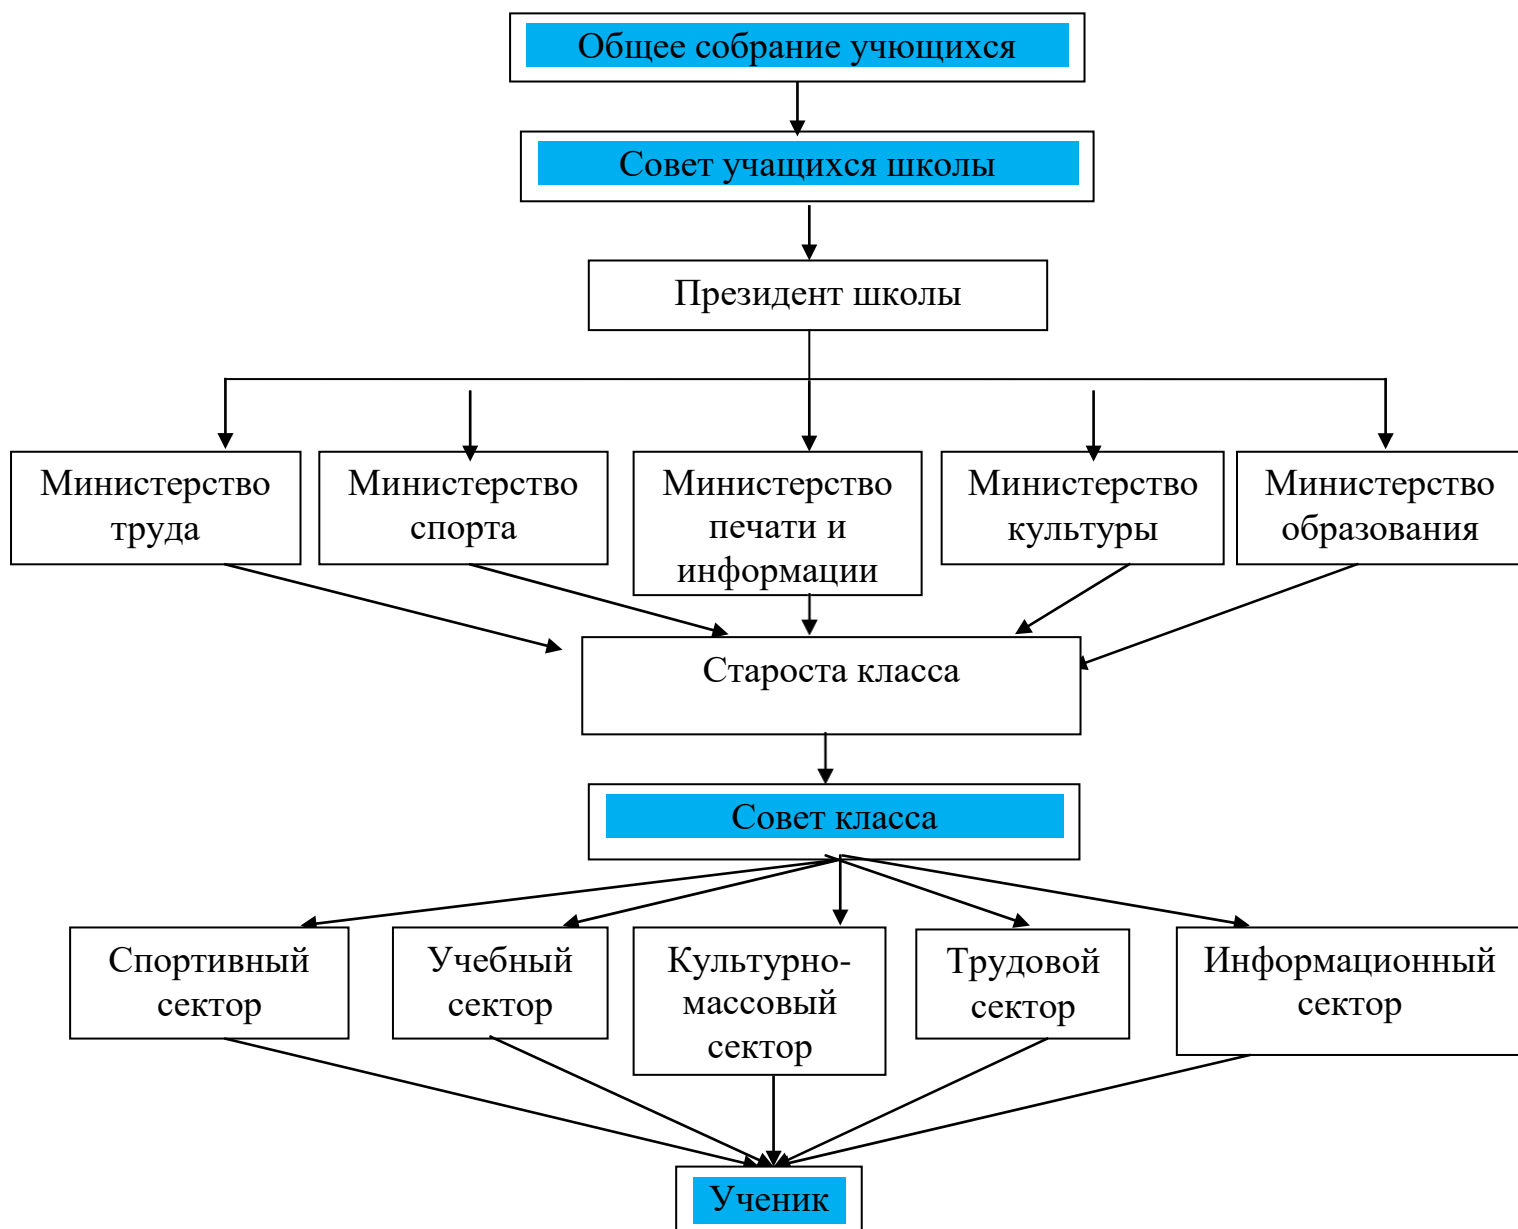 Общее собрание учющихся
Совет учащихся школы
Президент школы
Министерство
труда
Министерство
спорта
Министерство
печати и
информации
Министерство
культуры
Министерство
образования
Староста класса
Совет класса
Спортивный
сектор
Учебный
сектор
Культурно-
массовый
сектор
Трудовой
сектор
Информационный
сектор
Ученик